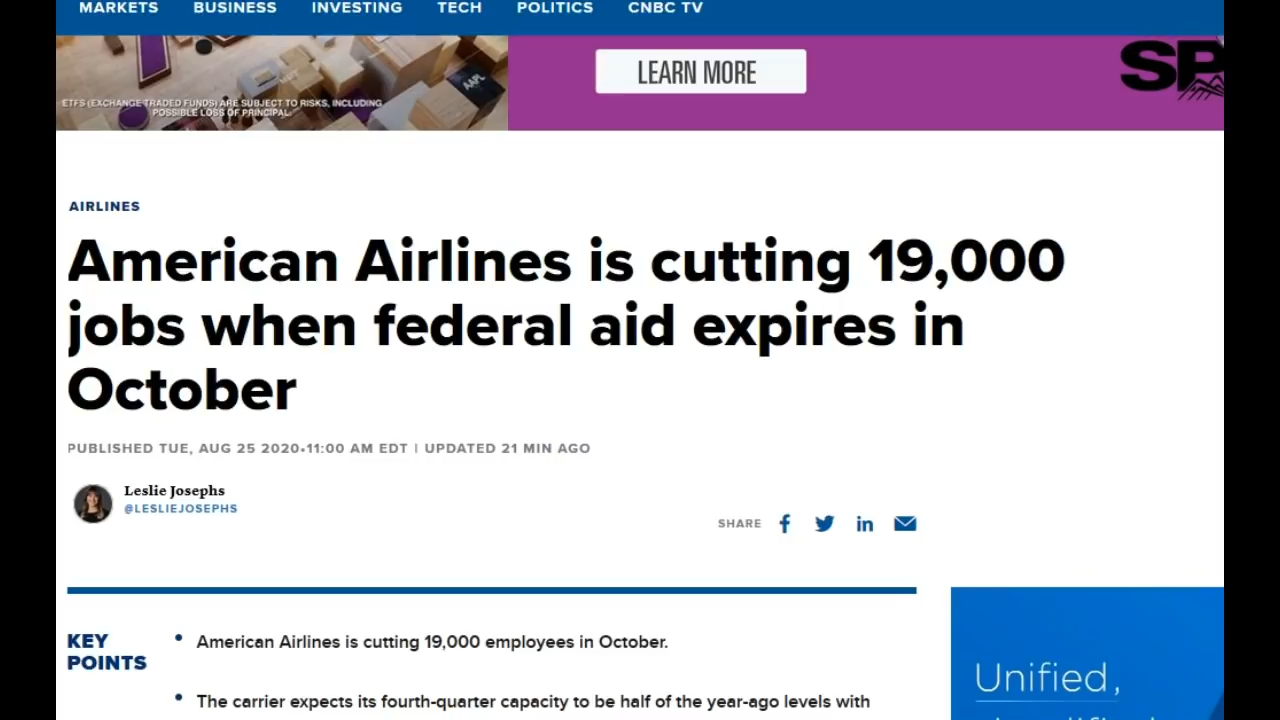 MARKETS BUSINESS INVESTING TECH POLITICS CNBC TV
AAPL
ETFS (EXCHANGE TRADED FUNDS) ARE SUBJECT TO RISKS, INCLUDING
POSSIBLE LOSS OF PRINCIPAL.
LEARN MORE
SP
AIRLINES
American Airlines is cutting 19,000
jobs when federal aid expires in
October
PUBLISHED TUE, AUG 25 2020•11:00 AM EDT | UPDATED 21 MIN AGO
Leslie Josephs
@LESLIEJOSEPHS
SHARE
KEY
POINTS
• American Airlines is cutting 19,000 employees in October.
• The carrier expects its fourth-quarter capacity to be half of the year-ago levels with
Unified,